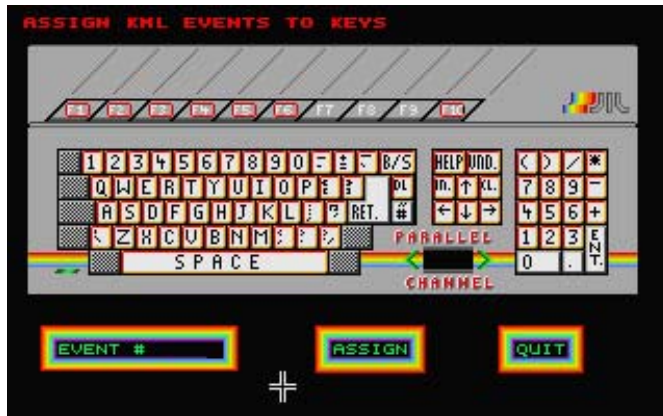 ASSIGN KML EVENTS TO KEYS
F1 F2 F3 F4 F5 F6 F7 F8 F9 F10
1 2 3 4 5 6 7 8 9 0 B/S HELP UND. ( ) / *
Q W E R T Y U I O P DL IN. ↑ CL. 7 8 9 -
A S D F G H J K L RET. # ← ↓ → 4 5 6 +
\ Z X C V B N M PARALLEL 1 2 3 ENT.
SPACE < > 0 .
CHANNEL
EVENT # ASSIGN QUIT